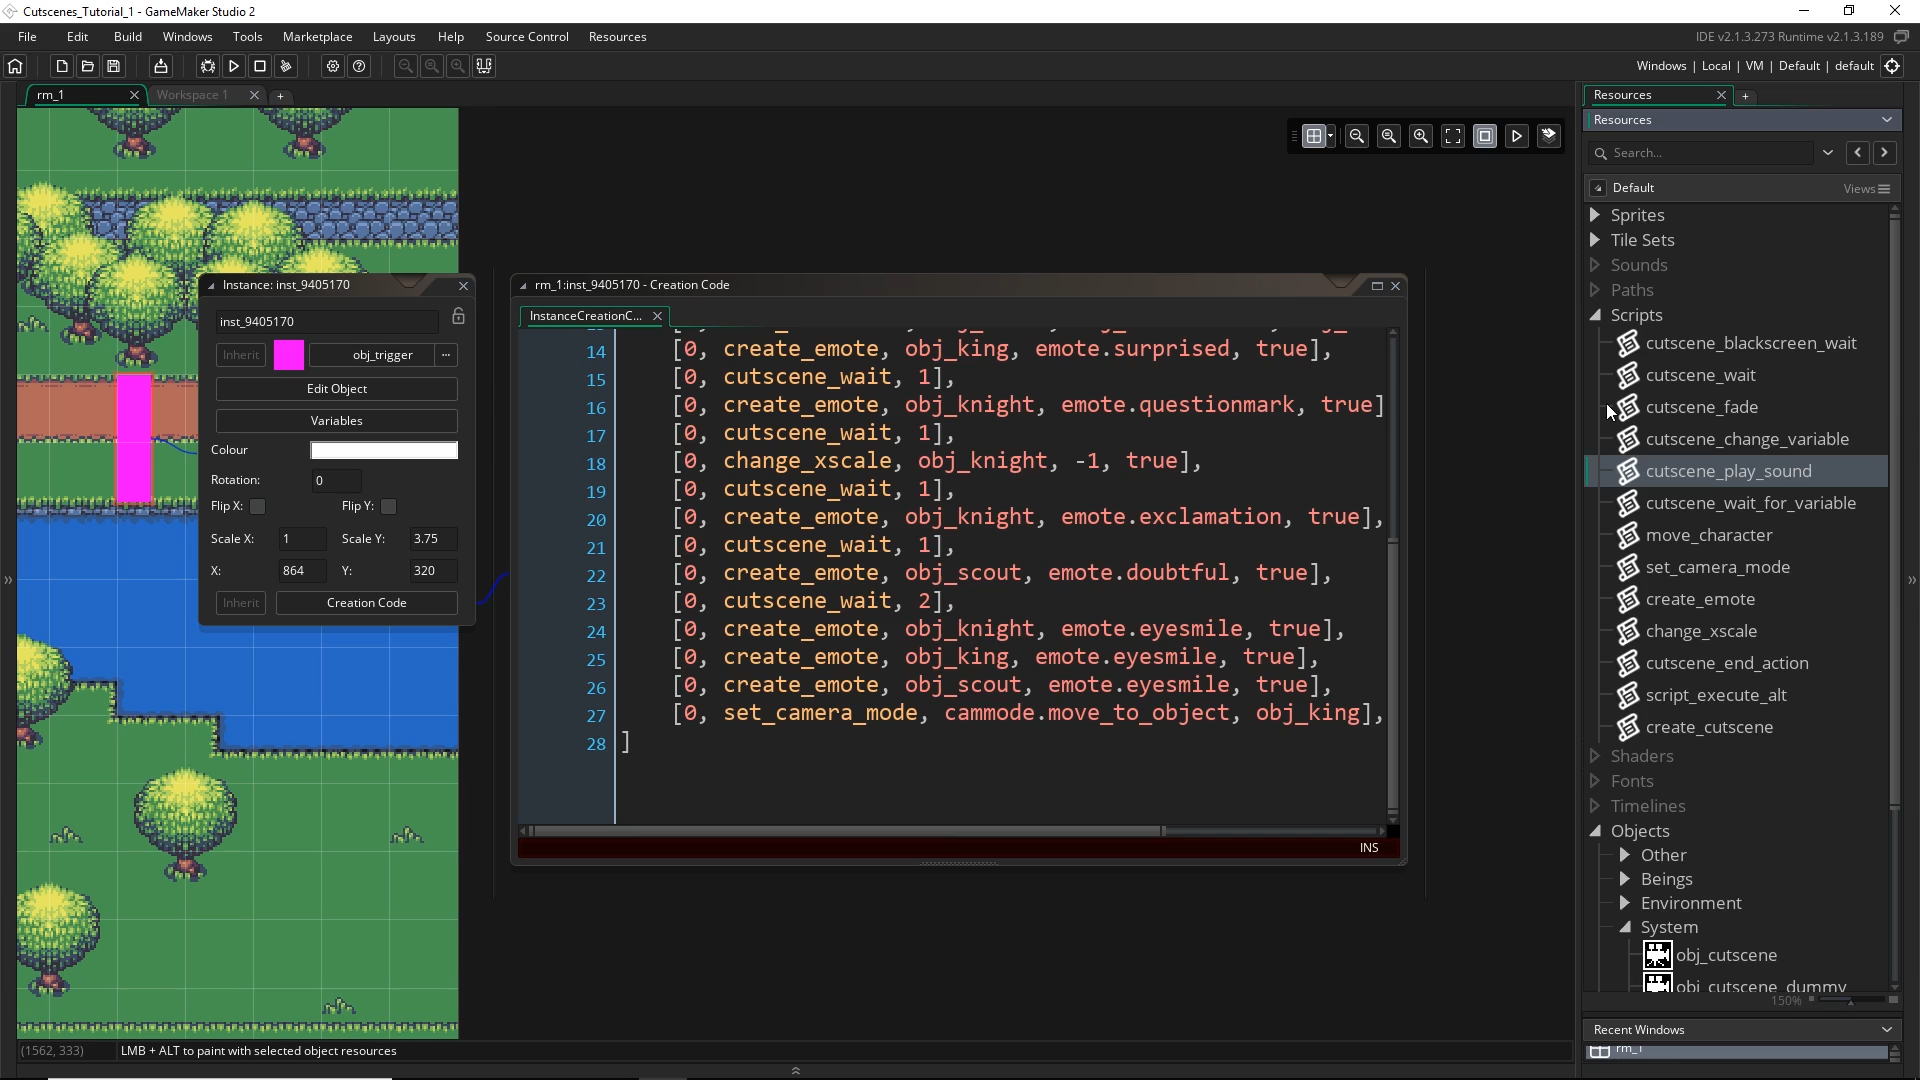 Cutscenes_Tutorial_1 - GameMaker Studio 2
File Edit Build Windows Tools Marketplace Layouts Help Source Control Resources
IDE v2.1.3.273 Runtime v2.1.3.189
Windows | Local | VM | Default | default
rm_1
Workspace 1
Instance: inst_9405170
inst_9405170
Inherit
obj_trigger
...
Edit Object
Variables
Colour
Rotation: 0
Flip X: Flip Y:
Scale X: 1 Scale Y: 3.75
X: 864 Y: 320
Inherit Creation Code
rm_1:inst_9405170 - Creation Code
InstanceCreationC...
14 [0, create_emote, obj_king, emote.surprised, true],
15 [0, cutscene_wait, 1],
16 [0, create_emote, obj_knight, emote.questionmark, true]
17 [0, cutscene_wait, 1],
18 [0, change_xscale, obj_knight, -1, true],
19 [0, cutscene_wait, 1],
20 [0, create_emote, obj_knight, emote.exclamation, true],
21 [0, cutscene_wait, 1],
22 [0, create_emote, obj_scout, emote.doubtful, true],
23 [0, cutscene_wait, 2],
24 [0, create_emote, obj_knight, emote.eyesmile, true],
25 [0, create_emote, obj_king, emote.eyesmile, true],
26 [0, create_emote, obj_scout, emote.eyesmile, true],
27 [0, set_camera_mode, cammode.move_to_object, obj_king],
28 ]
INS
(1562, 333) LMB + ALT to paint with selected object resources
Resources
Resources
Search...
Default Views
Sprites
Tile Sets
Sounds
Paths
Scripts
cutscene_blackscreen_wait
cutscene_wait
cutscene_fade
cutscene_change_variable
cutscene_play_sound
cutscene_wait_for_variable
move_character
set_camera_mode
create_emote
change_xscale
cutscene_end_action
script_execute_alt
create_cutscene
Shaders
Fonts
Timelines
Objects
Other
Beings
Environment
System
obj_cutscene
obj_cutscene_dummy
150%
Recent Windows
rm_1